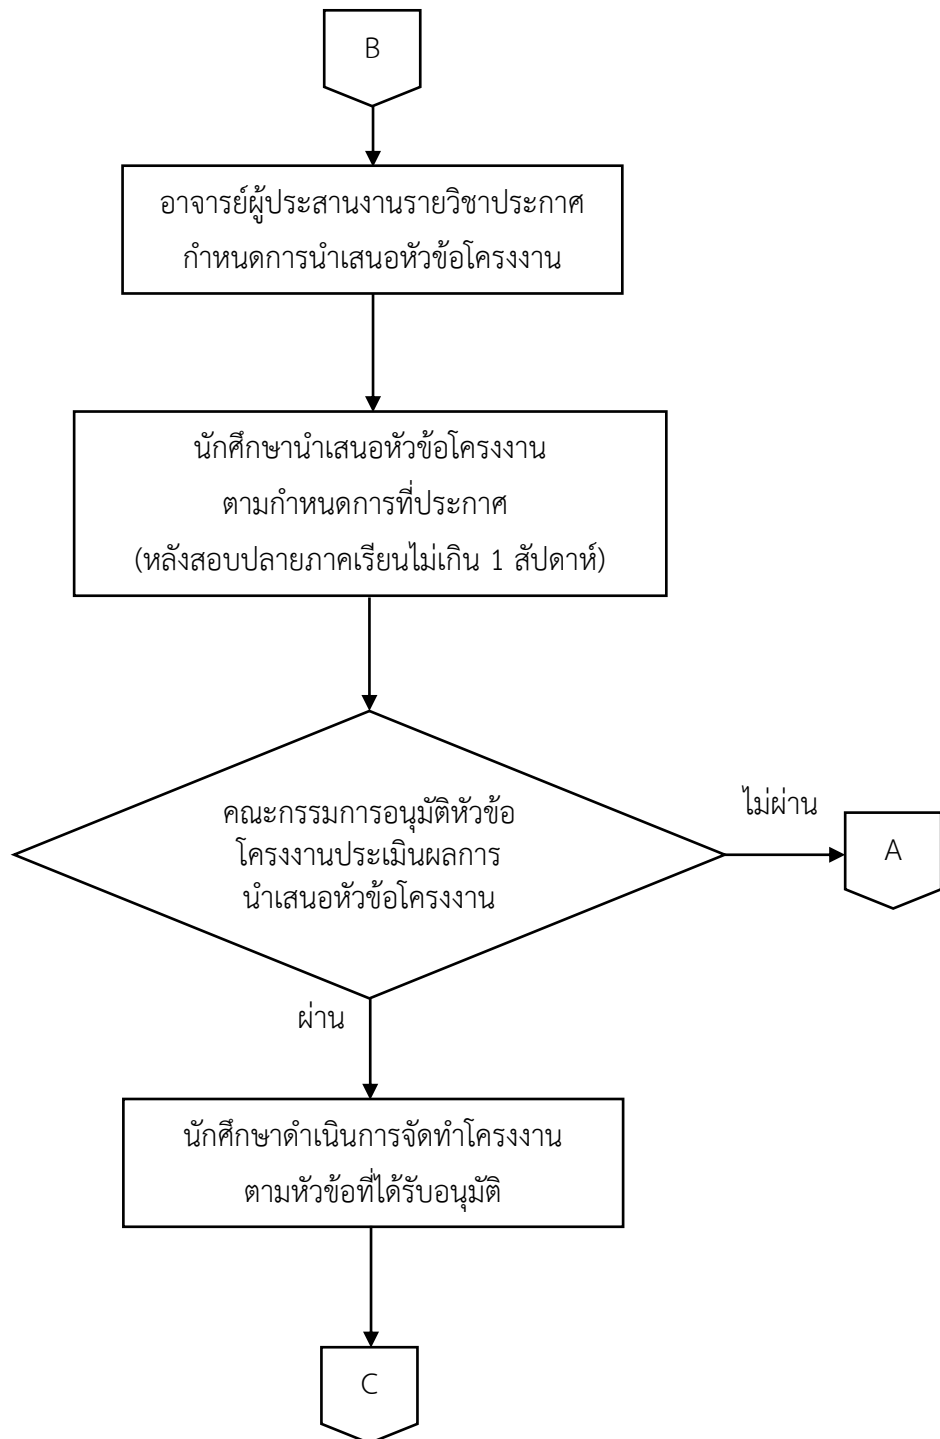 B
อาจารย์ผู้ประสานงานรายวิชาประกาศ
กำหนดการนำเสนอหัวข้อโครงงาน
นักศึกษานำเสนอหัวข้อโครงงาน
ตามกำหนดการที่ประกาศ
(หลังสอบปลายภาคเรียนไม่เกิน 1 สัปดาห์)
คณะกรรมการอนุมัติหัวข้อ
โครงงานประเมินผลการ
นำเสนอหัวข้อโครงงาน
ไม่ผ่าน
A
ผ่าน
นักศึกษาดำเนินการจัดทำโครงงาน
ตามหัวข้อที่ได้รับอนุมัติ
C